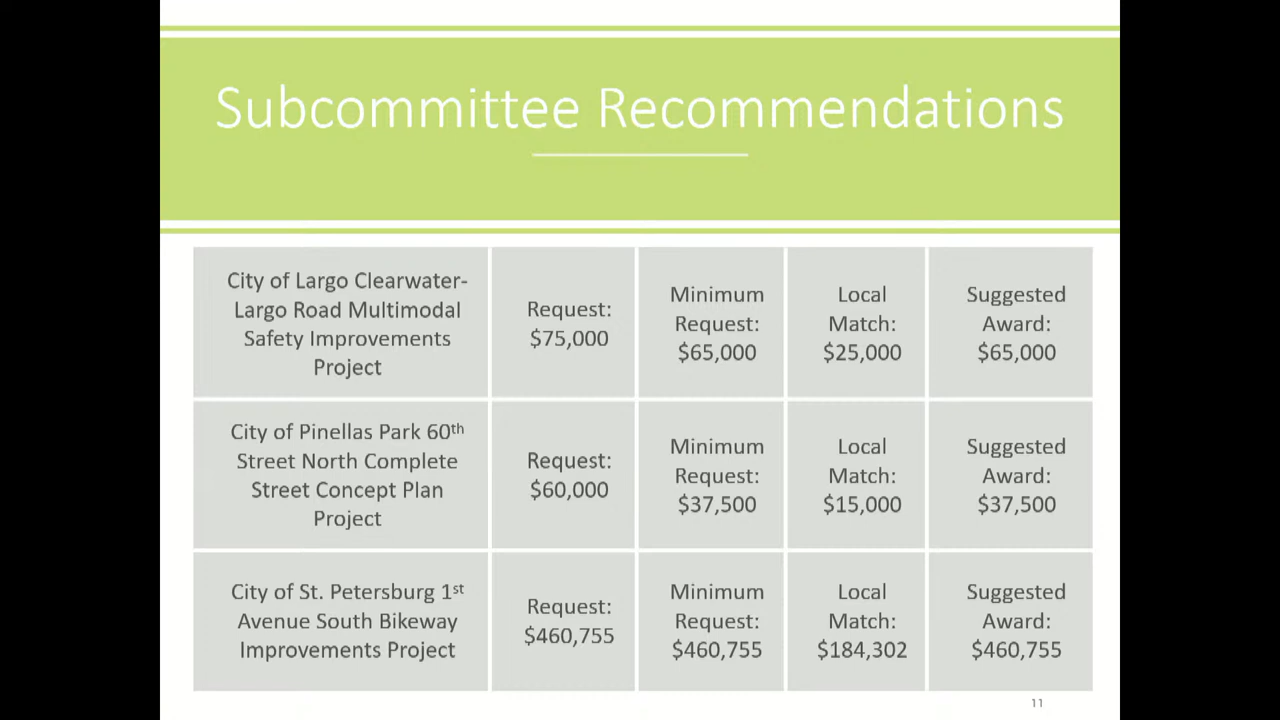 Subcommittee Recommendations
City of Largo Clearwater-
Largo Road Multimodal
Safety Improvements
Project
Request:
$75,000
Minimum
Request:
$65,000
Local
Match:
$25,000
Suggested
Award:
$65,000
City of Pinellas Park 60th
Street North Complete
Street Concept Plan
Project
Request:
$60,000
Minimum
Request:
$37,500
Local
Match:
$15,000
Suggested
Award:
$37,500
City of St. Petersburg 1st
Avenue South Bikeway
Improvements Project
Request:
$460,755
Minimum
Request:
$460,755
Local
Match:
$184,302
Suggested
Award:
$460,755
11